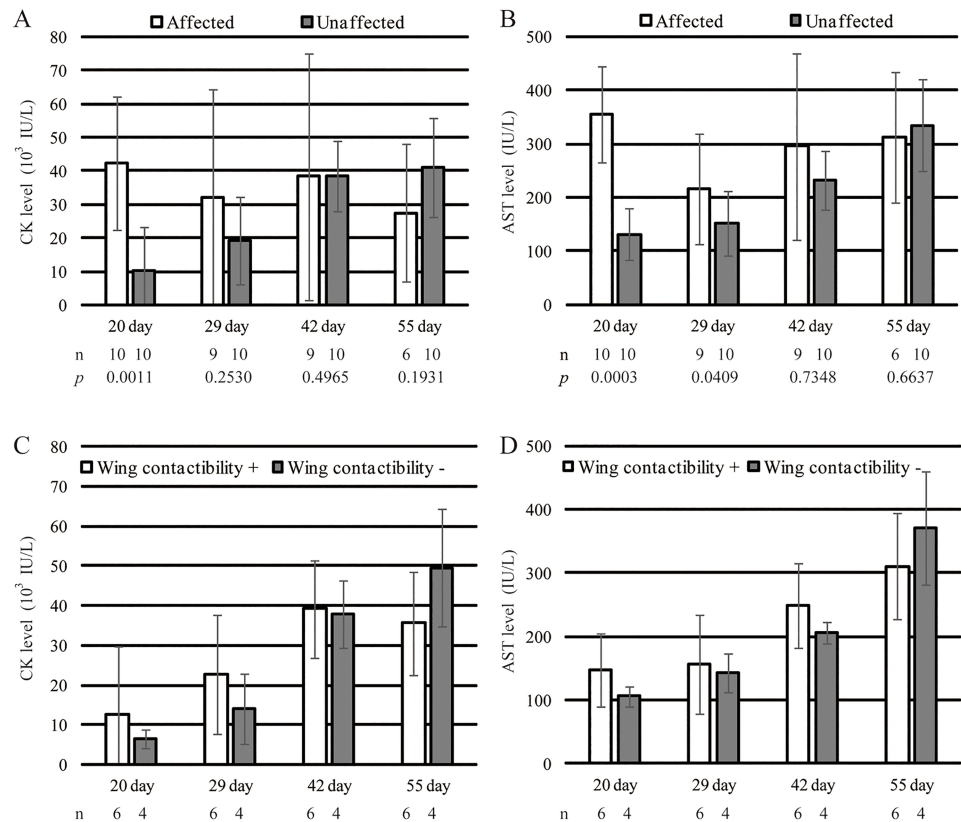 A
Affected Unaffected
CK level (10³ IU/L)
80
70
60
50
40
30
20
10
0
20 day 29 day 42 day 55 day
n 10 10 9 10 9 10 6 10
p 0.0011 0.2530 0.4965 0.1931
B
Affected Unaffected
AST level (IU/L)
500
400
300
200
100
0
20 day 29 day 42 day 55 day
n 10 10 9 10 9 10 6 10
p 0.0003 0.0409 0.7348 0.6637
C
Wing contactibility + Wing contactibility -
CK level (10³ IU/L)
80
70
60
50
40
30
20
10
0
20 day 29 day 42 day 55 day
n 6 4 6 4 6 4 6 4
D
Wing contactibility + Wing contactibility -
AST level (IU/L)
500
400
300
200
100
0
20 day 29 day 42 day 55 day
n 6 4 6 4 6 4 6 4